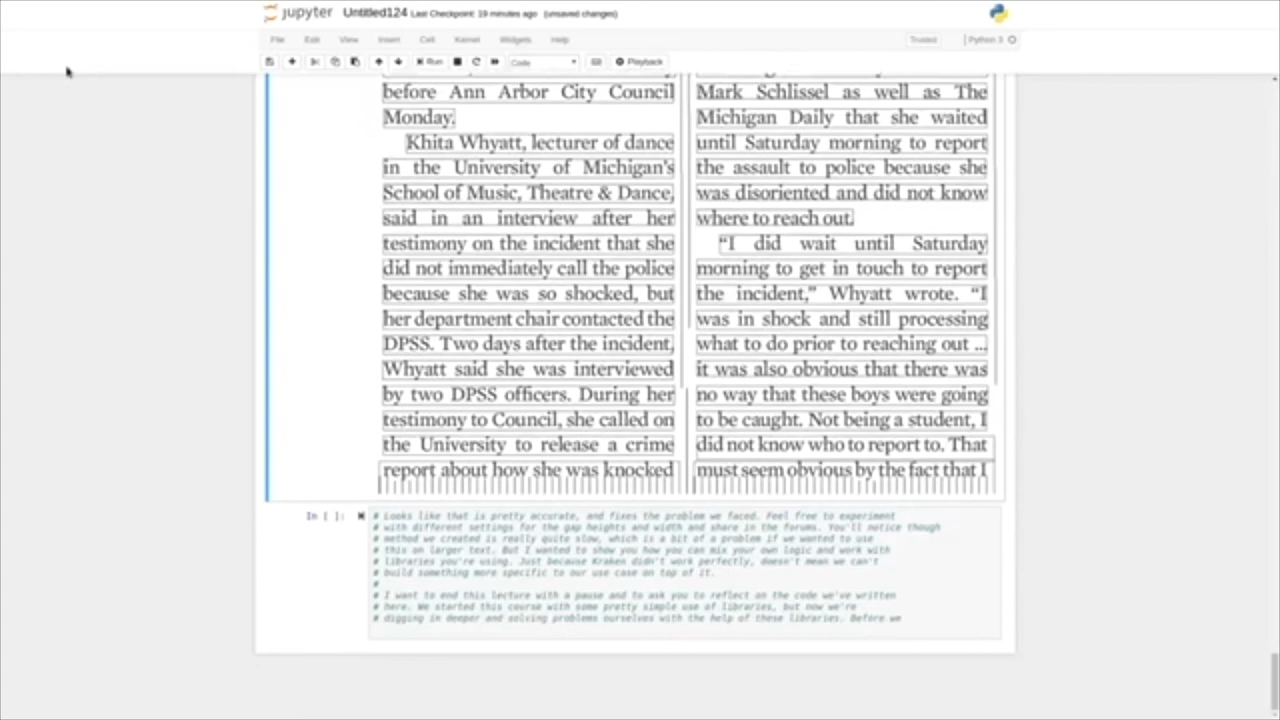 jupyter Untitled124 Last Checkpoint: 19 minutes ago (unsaved changes)
File Edit View Insert Cell Kernel Widgets Help Trusted Python 3
Run Code Playback
before Ann Arbor City Council
Monday.
Khita Whyatt, lecturer of dance
in the University of Michigan's
School of Music, Theatre & Dance,
said in an interview after her
testimony on the incident that she
did not immediately call the police
because she was so shocked, but
her department chair contacted the
DPSS. Two days after the incident,
Whyatt said she was interviewed
by two DPSS officers. During her
testimony to Council, she called on
the University to release a crime
report about how she was knocked
Mark Schlissel as well as The
Michigan Daily that she waited
until Saturday morning to report
the assault to police because she
was disoriented and did not know
where to reach out.
“I did wait until Saturday
morning to get in touch to report
the incident,” Whyatt wrote. “I
was in shock and still processing
what to do prior to reaching out ...
it was also obvious that there was
no way that these boys were going
to be caught. Not being a student, I
did not know who to report to. That
must seem obvious by the fact that I
In [ ]:
# Looks like that is pretty accurate, and fixes the problem we faced. Feel free to experiment
# with different settings for the gap heights and width and share in the forums. You'll notice though
# method we created is really quite slow, which is a bit of a problem if we wanted to use
# this on larger text. But I wanted to show you how you can mix your own logic and work with
# libraries you're using. Just because Kraken didn't work perfectly, doesn't mean we can't
# build something more specific to our use case on top of it.
#
# I want to end this lecture with a pause and to ask you to reflect on the code we've written
# here. We started this course with some pretty simple use of libraries, but now we're
# digging in deeper and solving problems ourselves with the help of these libraries. Before we